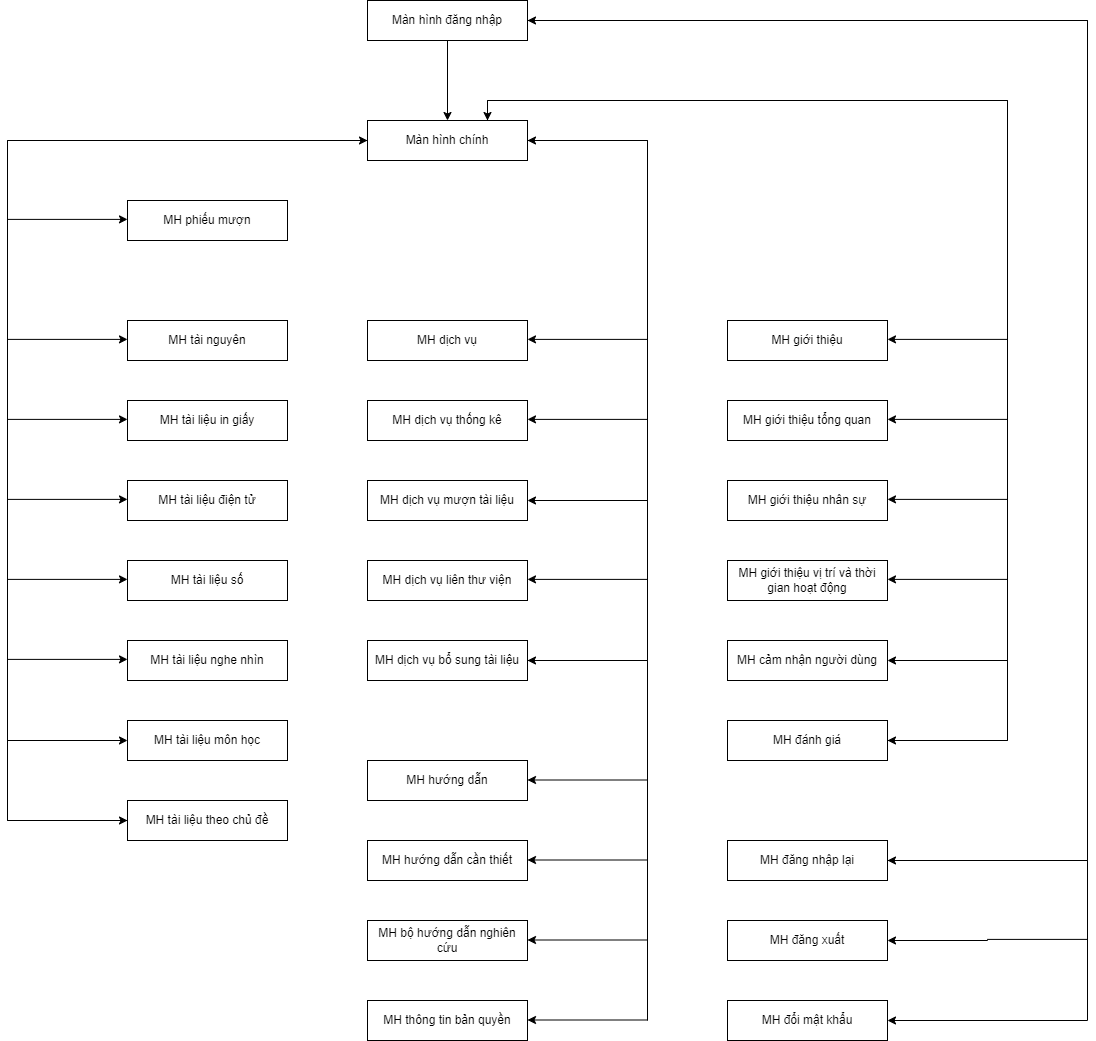 Màn hình đăng nhập
Màn hình chính
MH phiếu mượn
MH tài nguyên
MH tài liệu in giấy
MH tài liệu điện tử
MH tài liệu số
MH tài liệu nghe nhìn
MH tài liệu môn học
MH tài liệu theo chủ đề
MH dịch vụ
MH dịch vụ thống kê
MH dịch vụ mượn tài liệu
MH dịch vụ liên thư viện
MH dịch vụ bổ sung tài liệu
MH hướng dẫn
MH hướng dẫn cần thiết
MH bộ hướng dẫn nghiên
cứu
MH thông tin bản quyền
MH giới thiệu
MH giới thiệu tổng quan
MH giới thiệu nhân sự
MH giới thiệu vị trí và thời
gian hoạt động
MH cảm nhận người dùng
MH đánh giá
MH đăng nhập lại
MH đăng xuất
MH đổi mật khẩu